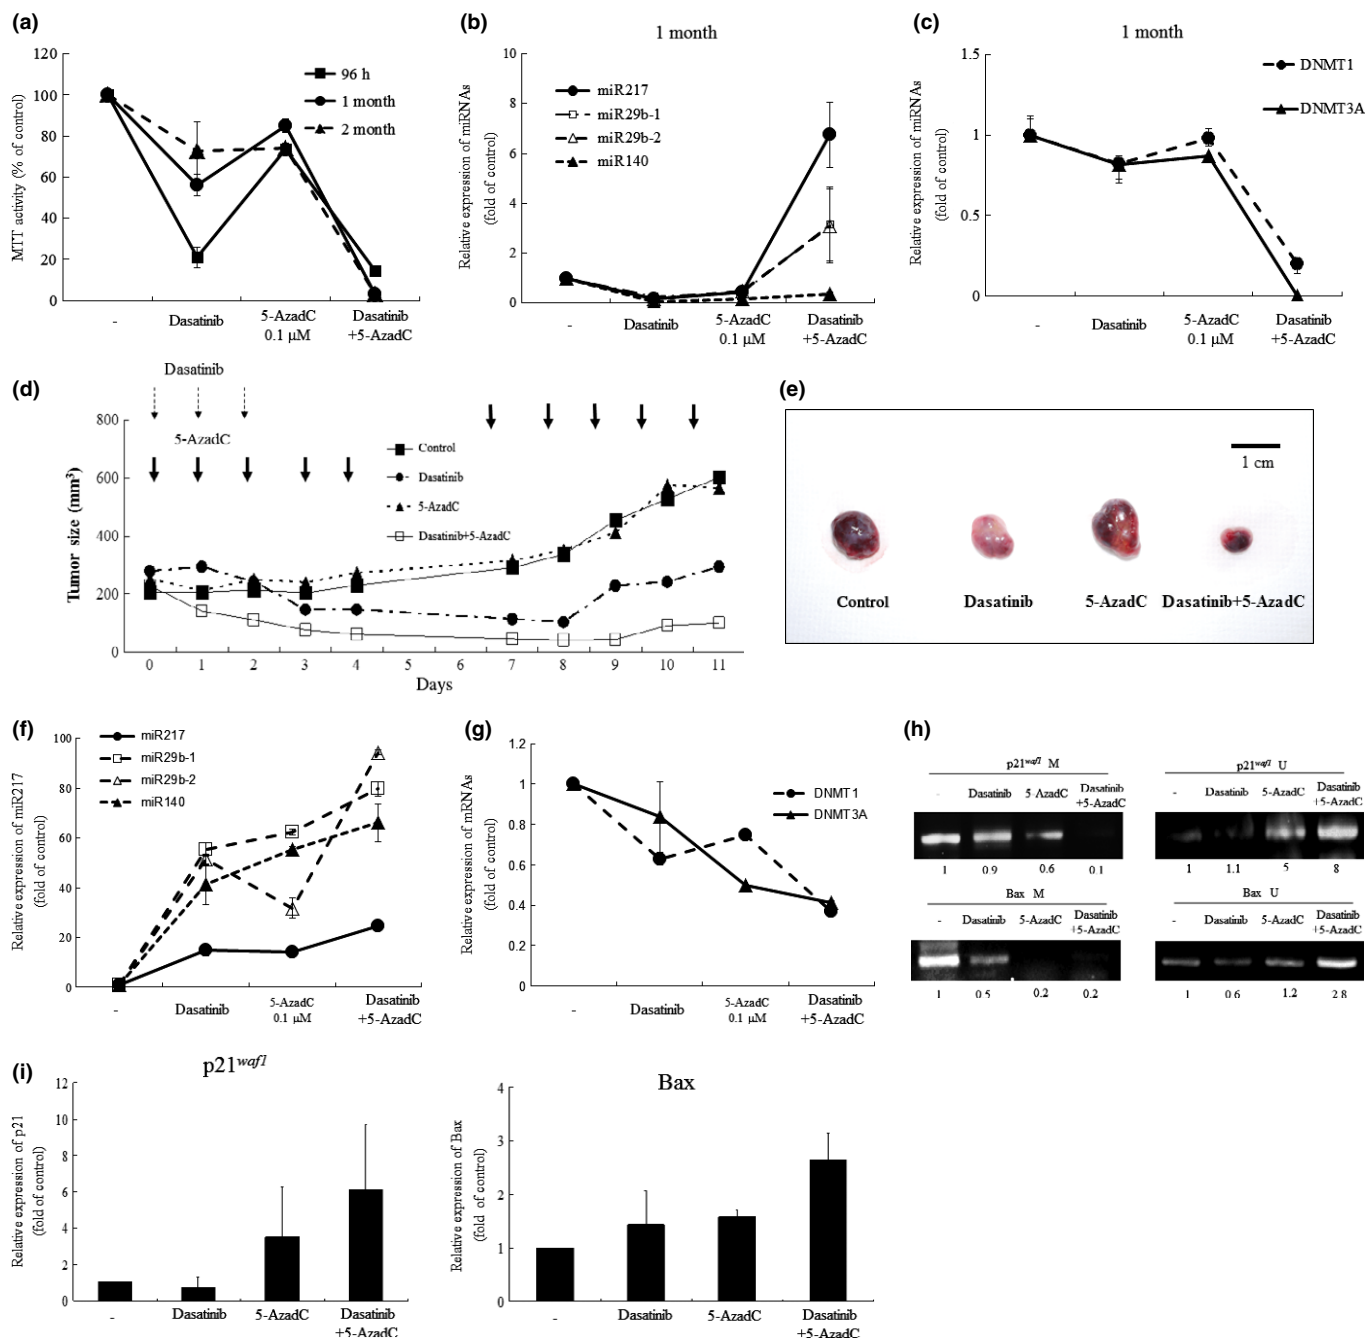 (a)
120
100
80
60
40
20
0
MTT activity (% of control)
96 h
1 month
2 month
-
Dasatinib
5-AzadC
0.1 μM
Dasatinib
+5-AzadC
(b)
1 month
10
8
6
4
2
0
Relative expression of miRNAs
(fold of control)
miR217
miR29b-1
miR29b-2
miR140
-
Dasatinib
5-AzadC
0.1 μM
Dasatinib
+5-AzadC
(c)
1 month
1.5
1
0.5
0
Relative expression of miRNAs
(fold of control)
DNMT1
DNMT3A
-
Dasatinib
5-AzadC
0.1 μM
Dasatinib
+5-AzadC
(d)
Dasatinib
5-AzadC
800
600
400
200
0
Tumor size (mm³)
Control
Dasatinib
5-AzadC
Dasatinib+5-AzadC
0 1 2 3 4 5 6 7 8 9 10 11
Days
(e)
1 cm
Control Dasatinib 5-AzadC Dasatinib+5-AzadC
(f)
100
80
60
40
20
0
Relative expression of miR217
(fold of control)
miR217
miR29b-1
miR29b-2
miR140
-
Dasatinib
5-AzadC
0.1 μM
Dasatinib
+5-AzadC
(g)
1.2
1
0.8
0.6
0.4
0.2
0
Relative expression of mRNAs
(fold of control)
DNMT1
DNMT3A
-
Dasatinib
5-AzadC
0.1 μM
Dasatinib
+5-AzadC
(h)
p21waf1 M
- Dasatinib 5-AzadC Dasatinib
+5-AzadC
1 0.9 0.6 0.1
p21waf1 U
- Dasatinib 5-AzadC Dasatinib
+5-AzadC
1 1.1 5 8
Bax M
- Dasatinib 5-AzadC Dasatinib
+5-AzadC
1 0.5 0.2 0.2
Bax U
- Dasatinib 5-AzadC Dasatinib
+5-AzadC
1 0.6 1.2 2.8
(i)
p21waf1
12
10
8
6
4
2
0
Relative expression of p21
(fold of control)
-
Dasatinib
5-AzadC
Dasatinib
+5-AzadC
Bax
4
3
2
1
0
Relative expression of Bax
(fold of control)
-
Dasatinib
5-AzadC
Dasatinib
+5-AzadC